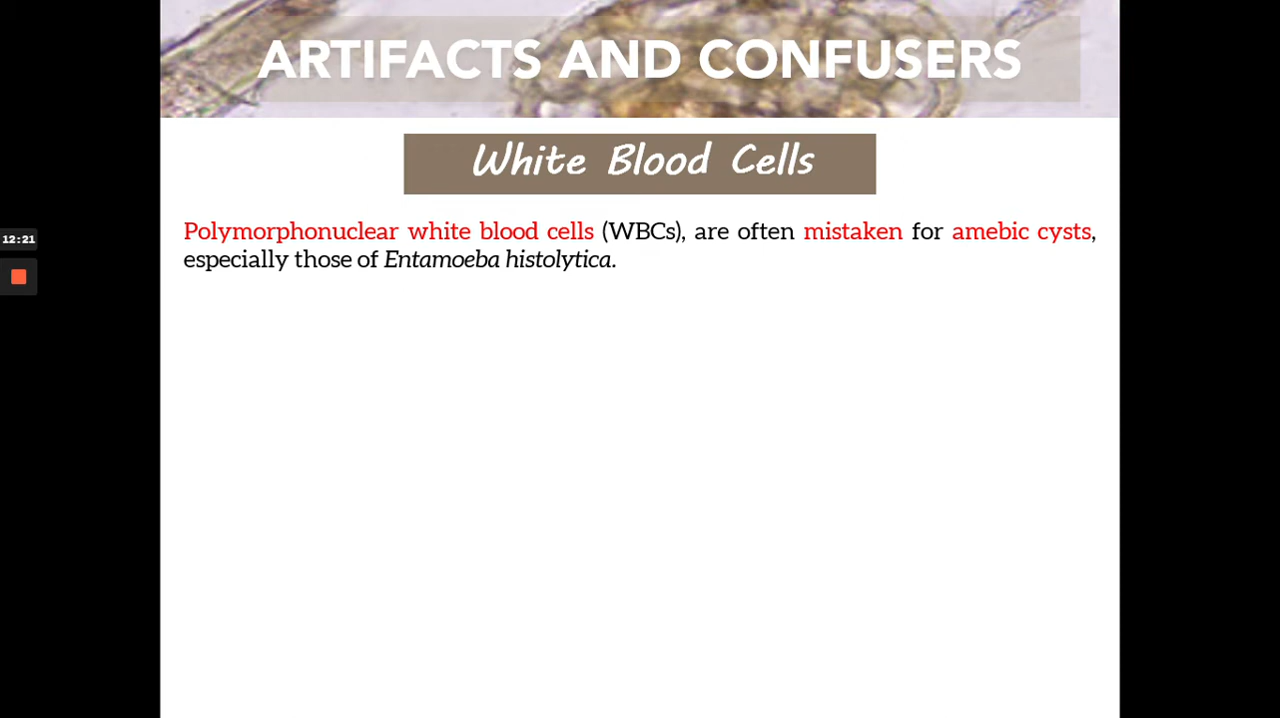 ARTIFACTS AND CONFUSERS
White Blood Cells
Polymorphonuclear white blood cells (WBCs), are often mistaken for amebic cysts,
especially those of Entamoeba histolytica.
12:21